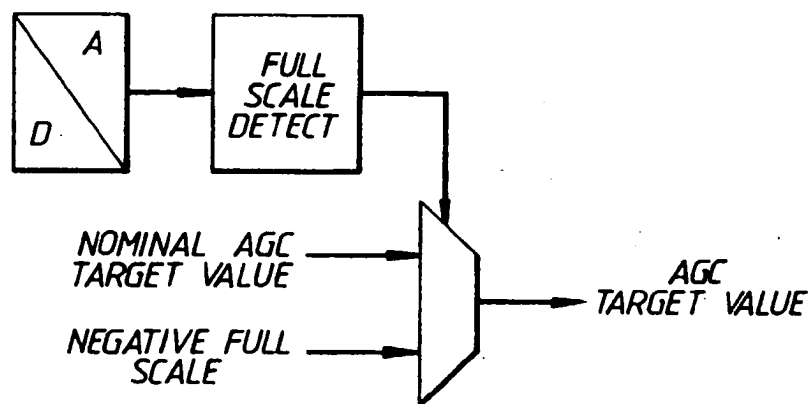 A
D
FULL
SCALE
DETECT
NOMINAL AGC
TARGET VALUE
NEGATIVE FULL
SCALE
AGC
TARGET VALUE